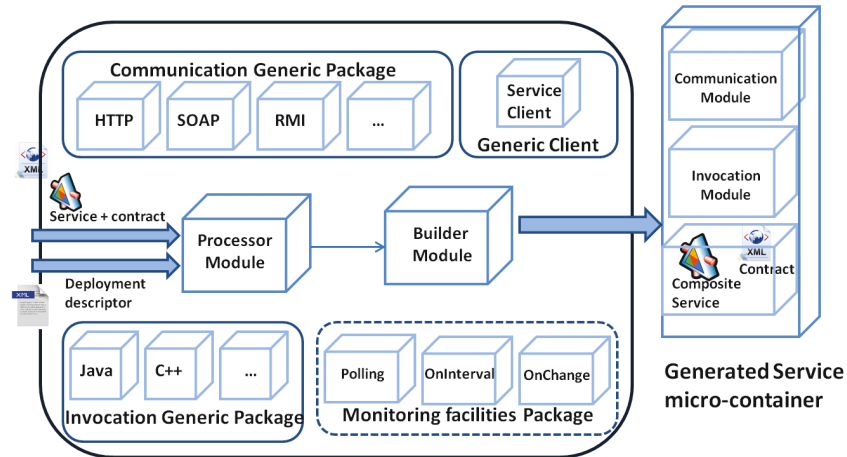 Communication Generic Package
HTTP
SOAP
RMI
...
Service
Client
Generic Client
Communication
Module
Invocation
Module
XML
Contract
Composite
Service
Generated Service
micro-container
XML
Service + contract
Processor
Module
Builder
Module
Deployment
descriptor
XML
Java
C++
...
Invocation Generic Package
Polling
OnInterval
OnChange
Monitoring facilities Package